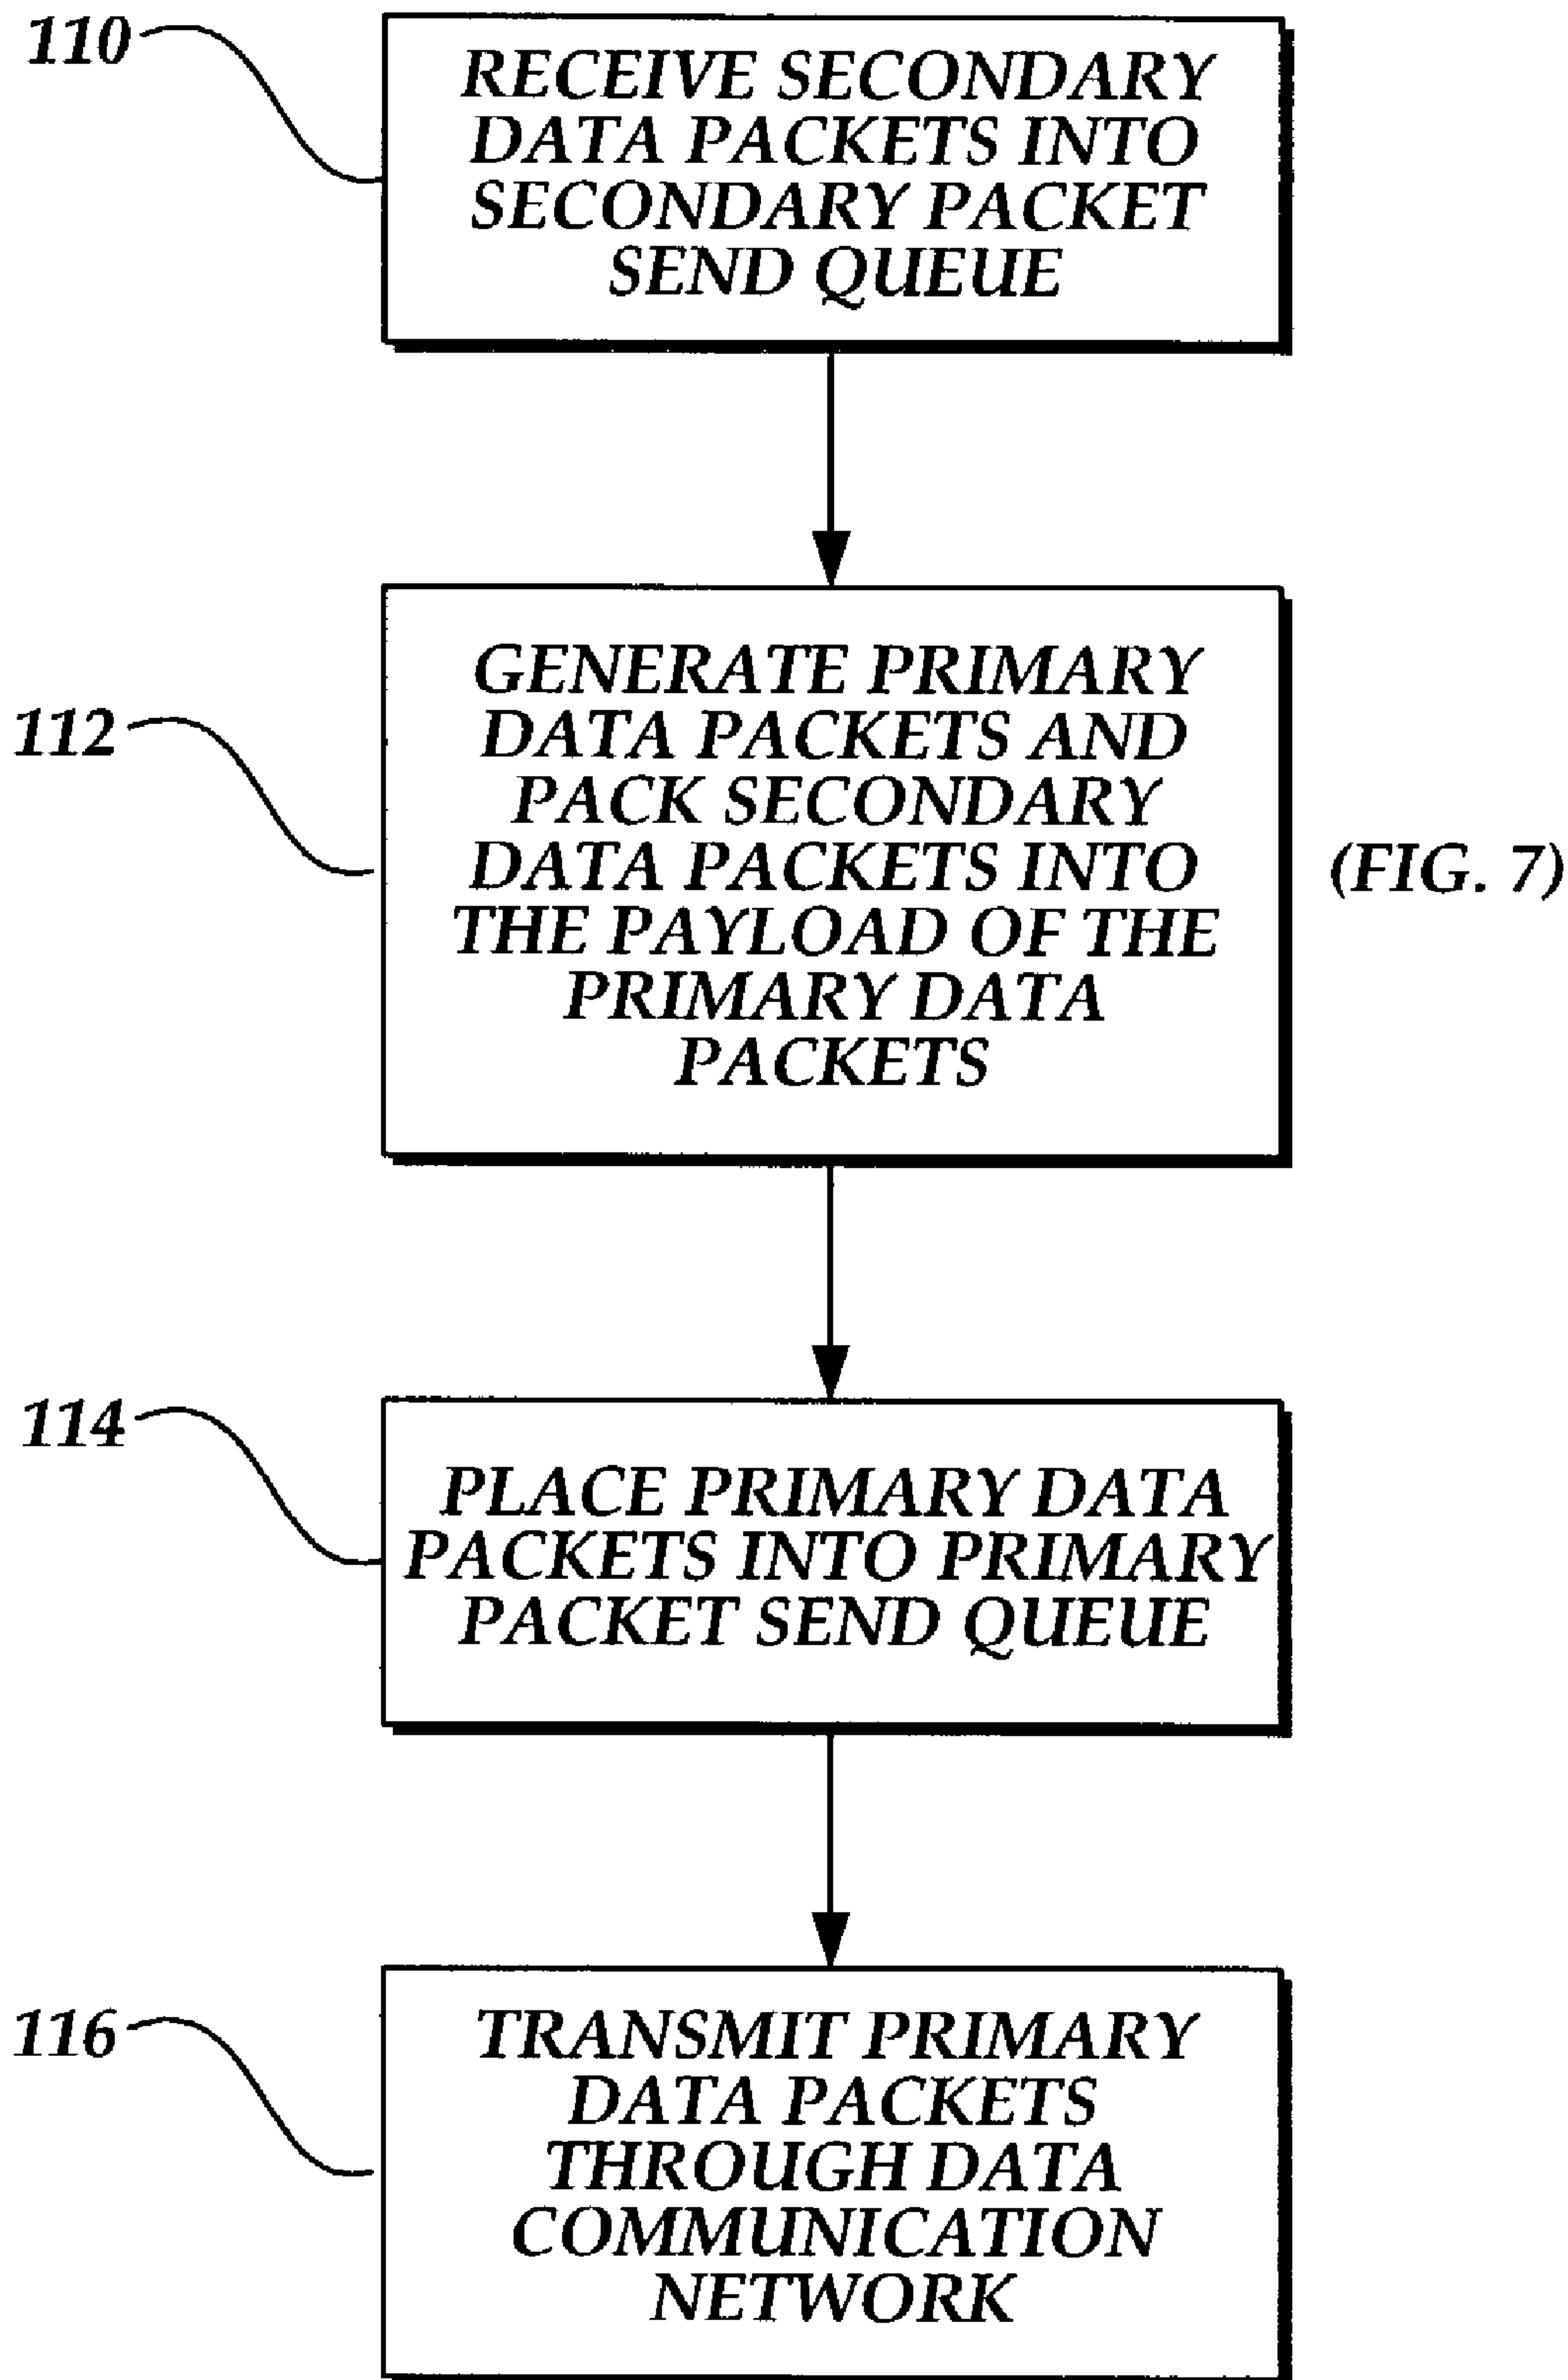 110
RECEIVE SECONDARY
DATA PACKETS INTO
SECONDARY PACKET
SEND QUEUE
112
GENERATE PRIMARY
DATA PACKETS AND
PACK SECONDARY
DATA PACKETS INTO
THE PAYLOAD OF THE
PRIMARY DATA
PACKETS
(FIG. 7)
114
PLACE PRIMARY DATA
PACKETS INTO PRIMARY
PACKET SEND QUEUE
116
TRANSMIT PRIMARY
DATA PACKETS
THROUGH DATA
COMMUNICATION
NETWORK